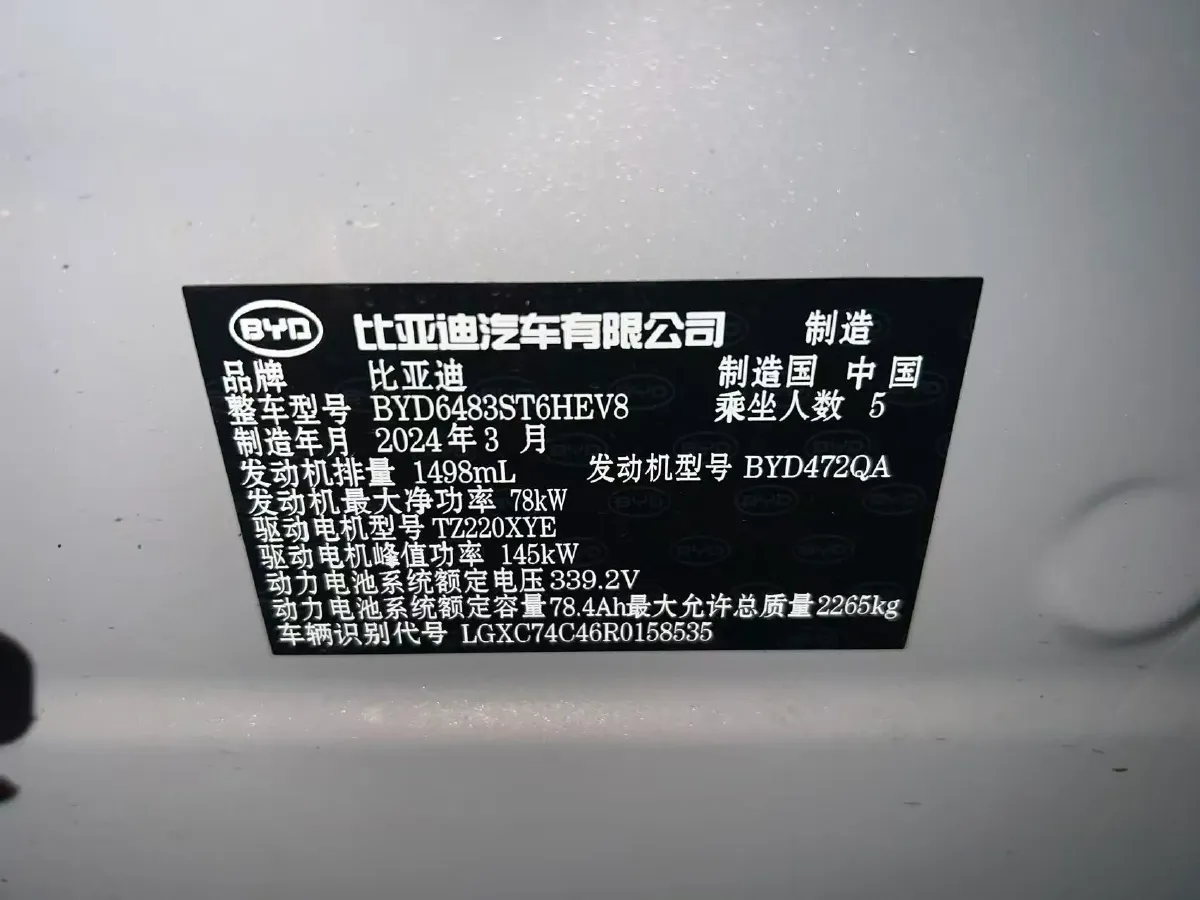 BYD 比亚迪汽车有限公司 制造
品牌 比亚迪 制造国 中国
整车型号 BYD6483ST6HEV8 乘坐人数 5
制造年月 2024年3月
发动机排量 1498mL 发动机型号 BYD472QA
发动机最大净功率 78kW
驱动电机型号 TZ220XYE
驱动电机峰值功率 145kW
动力电池系统额定电压 339.2V
动力电池系统额定容量 78.4Ah 最大允许总质量 2265kg
车辆识别代号 LGXC74C46R0158535